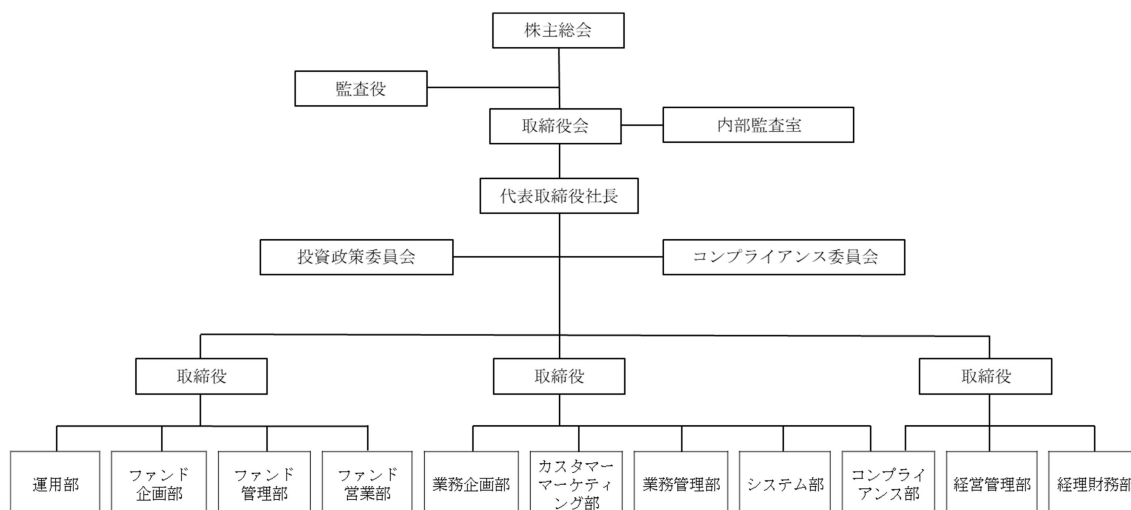 株主総会
監査役
取締役会
内部監査室
代表取締役社長
投資政策委員会
コンプライアンス委員会
取締役
取締役
取締役
運用部
ファンド
企画部
ファンド
管理部
ファンド
営業部
業務企画部
カスタマー
マーケティ
ング部
業務管理部
システム部
コンプライ
アンス部
経営管理部
経理財務部